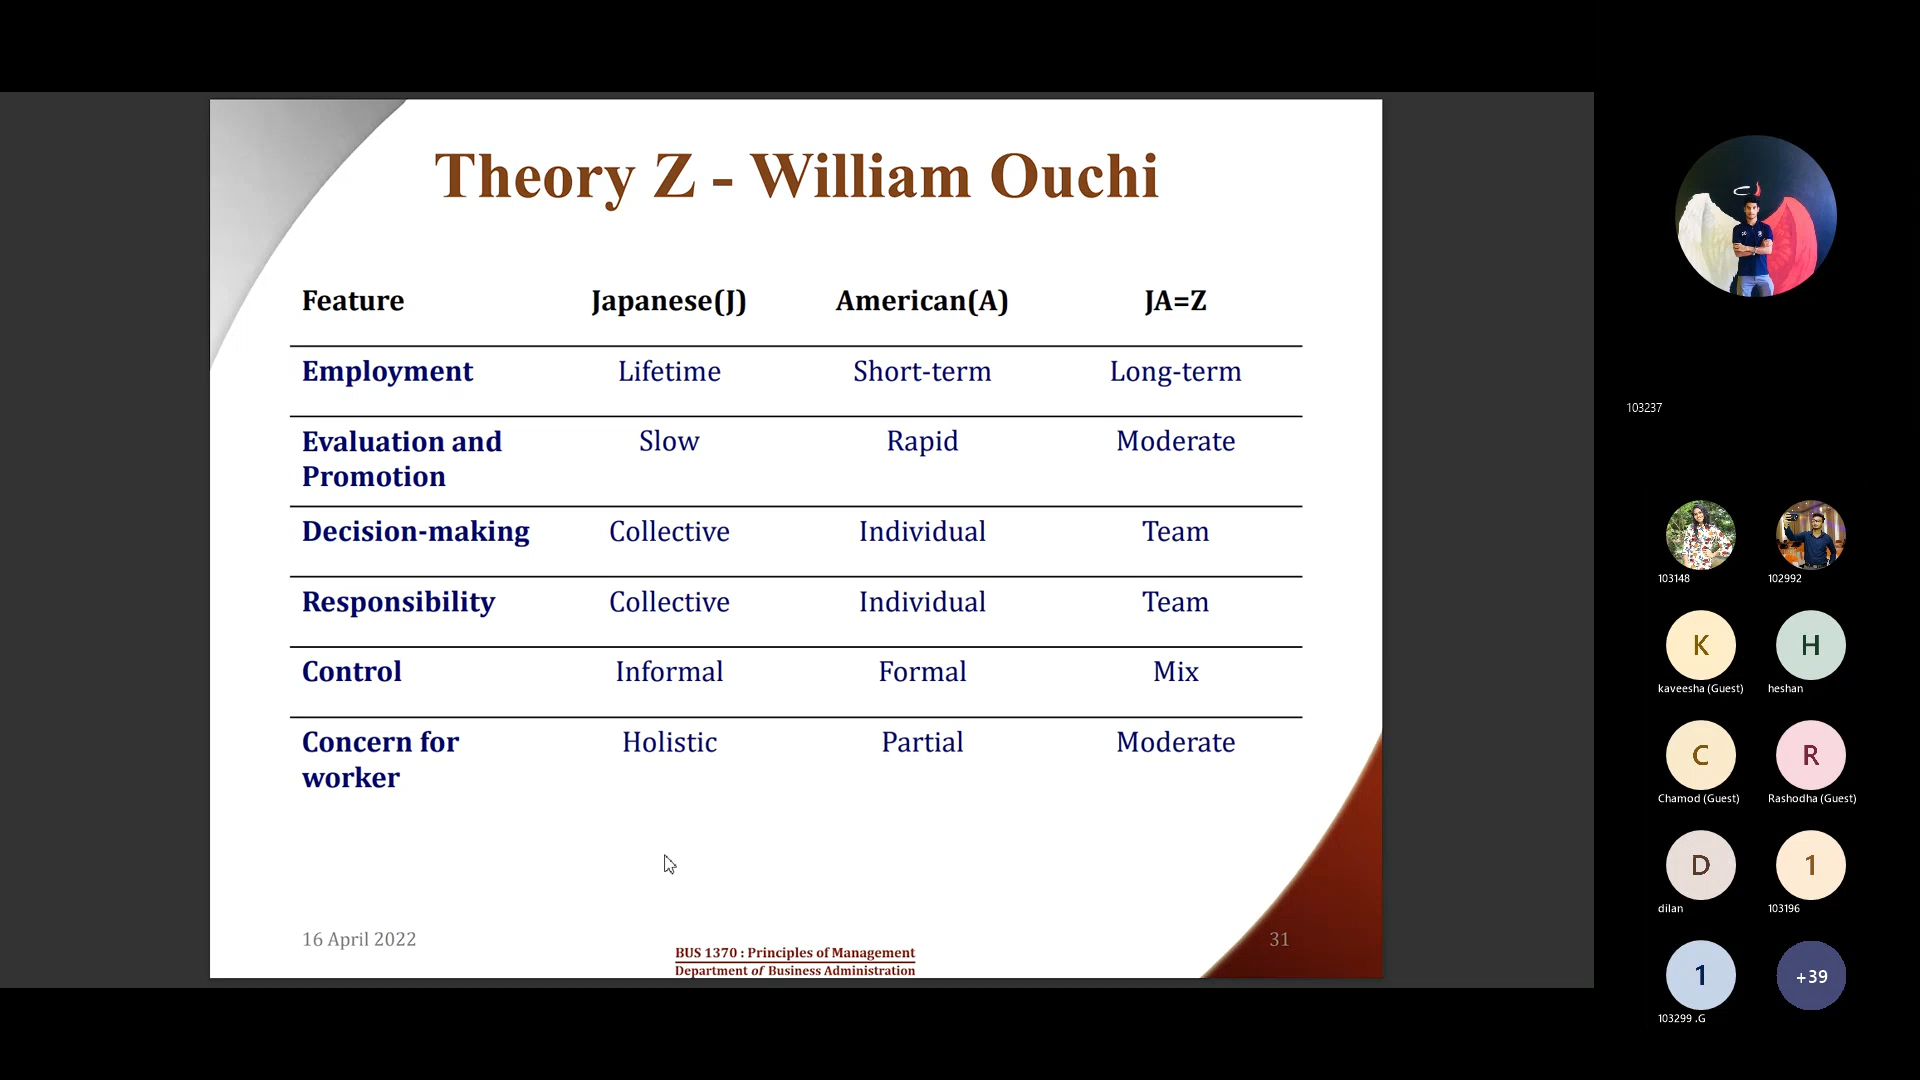 Theory Z - William Ouchi
Feature Japanese(J) American(A) JA=Z
Employment Lifetime Short-term Long-term
Evaluation and Slow Rapid Moderate
Promotion
Decision-making Collective Individual Team
Responsibility Collective Individual Team
Control Informal Formal Mix
Concern for Holistic Partial Moderate
worker
16 April 2022
BUS 1370 : Principles of Management
Department of Business Administration
31
103237
103148 102992
K H
kaveesha (Guest) heshan
C R
Chamod (Guest) Rashodha (Guest)
D 1
dilan 103196
1 +39
103299 .G